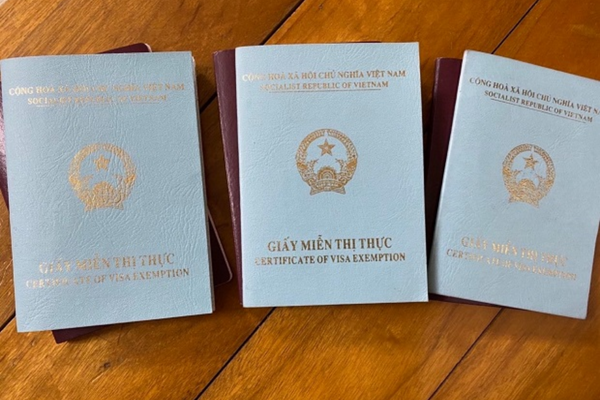 CỘNG HOÀ XÃ HỘI CHỦ NGHĨA VIỆT NAM
SOCIALIST REPUBLIC OF VIETNAM
GIẤY MIỄN THỊ THỰC
CERTIFICATE OF VISA EXEMPTION
CỘNG HOÀ XÃ HỘI CHỦ NGHĨA VIỆT NAM
SOCIALIST REPUBLIC OF VIETNAM
GIẤY MIỄN THỊ THỰC
CERTIFICATE OF VISA EXEMPTION
CỘNG HOÀ XÃ HỘI CHỦ NGHĨA VIỆT NAM
SOCIALIST REPUBLIC OF VIETNAM
GIẤY MIỄN THỊ THỰC
CERTIFICATE OF VISA EXEMPTION